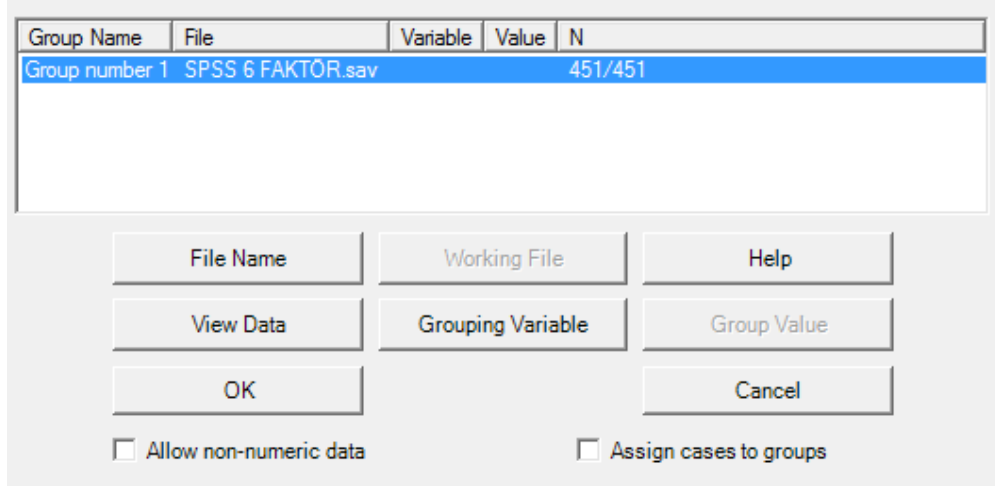 Group Name File Variable Value N
Group number 1 SPSS 6 FAKTÖR.sav 451/451
File Name Working File Help
View Data Grouping Variable Group Value
OK Cancel
Allow non-numeric data Assign cases to groups